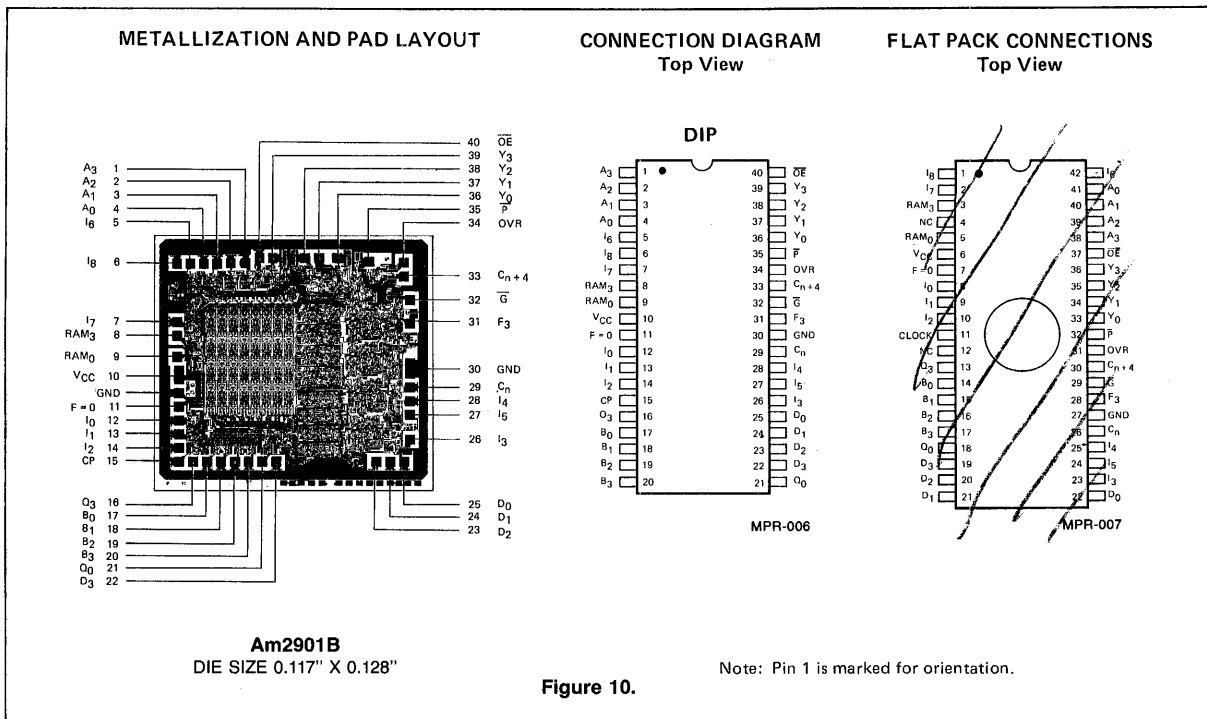 METALLIZATION AND PAD LAYOUT
A3 1
A2 2
A1 3
A0 4
I6 5
I8 6
I7 7
RAM3 8
RAM0 9
VCC 10
GND
F = 0 11
I0 12
I1 13
I2 14
CP 15
Q3 16
B0 17
B1 18
B2 19
B3 20
Q0 21
D3 22
40 OE
39 Y3
38 Y2
37 Y1
36 Y0
35 P
34 OVR
33 Cn+4
32 G
31 F3
30 GND
29 Cn
28 I4
27 I5
26 I3
25 D0
24 D1
23 D2
Am2901B
DIE SIZE 0.117" X 0.128"
CONNECTION DIAGRAM
Top View
DIP
A3 1 40 OE
A2 2 39 Y3
A1 3 38 Y2
A0 4 37 Y1
I6 5 36 Y0
I8 6 35 P
I7 7 34 OVR
RAM3 8 33 Cn+4
RAM0 9 32 G
VCC 10 31 F3
F = 0 11 30 GND
I0 12 29 Cn
I1 13 28 I4
I2 14 27 I5
CP 15 26 I3
Q3 16 25 D0
B0 17 24 D1
B1 18 23 D2
B2 19 22 D3
B3 20 21 Q0
MPR-006
FLAT PACK CONNECTIONS
Top View
I8 1 42 I6
I7 2 41 A0
RAM3 3 40 A1
NC 4 39 A2
RAM0 5 38 A3
VCC 6 37 OE
F = 0 7 36 Y3
I0 8 35 Y2
I1 9 34 Y1
I2 10 33 Y0
CLOCK 11 32 P
NC 12 31 OVR
Q3 13 30 Cn+4
B0 14 29 G
B1 15 28 F3
B2 16 27 GND
B3 17 26 Cn
Q0 18 25 I4
D3 19 24 I5
D2 20 23 I3
D1 21 22 D0
MPR-007
Note: Pin 1 is marked for orientation.
Figure 10.